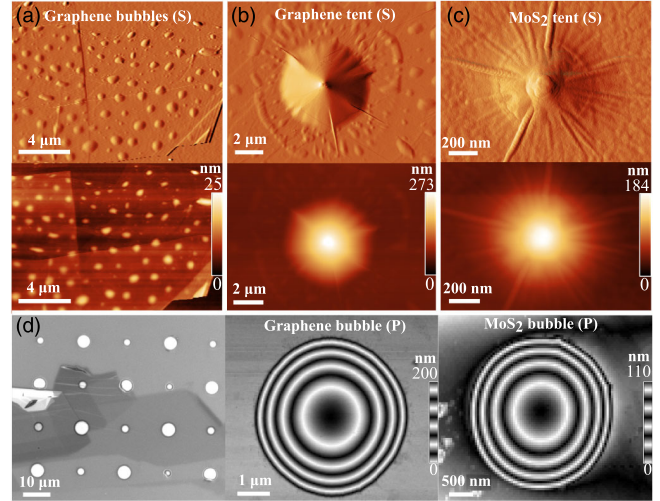 (a) Graphene bubbles (S)
4 μm
nm
25
0
4 μm
(b) Graphene tent (S)
2 μm
nm
273
0
2 μm
(c) MoS2 tent (S)
200 nm
nm
184
0
200 nm
(d)
10 μm
Graphene bubble (P)
nm
200
0
1 μm
MoS2 bubble (P)
nm
110
0
500 nm